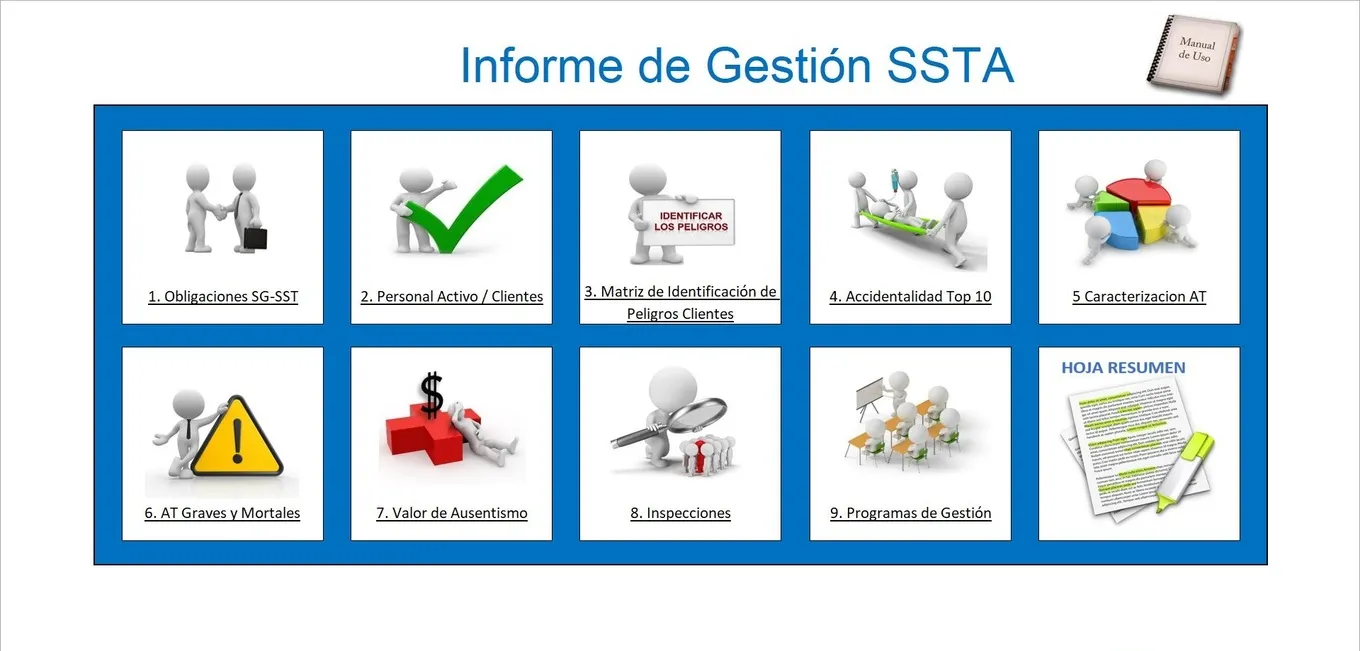 Informe de Gestión SSTA
Manual
de Uso
IDENTIFICAR
LOS PELIGROS
1. Obligaciones SG-SST
2. Personal Activo / Clientes
3. Matriz de Identificación de
Peligros Clientes
4. Accidentalidad Top 10
5 Caracterizacion AT
$
6. AT Graves y Mortales
7. Valor de Ausentismo
8. Inspecciones
9. Programas de Gestión
HOJA RESUMEN